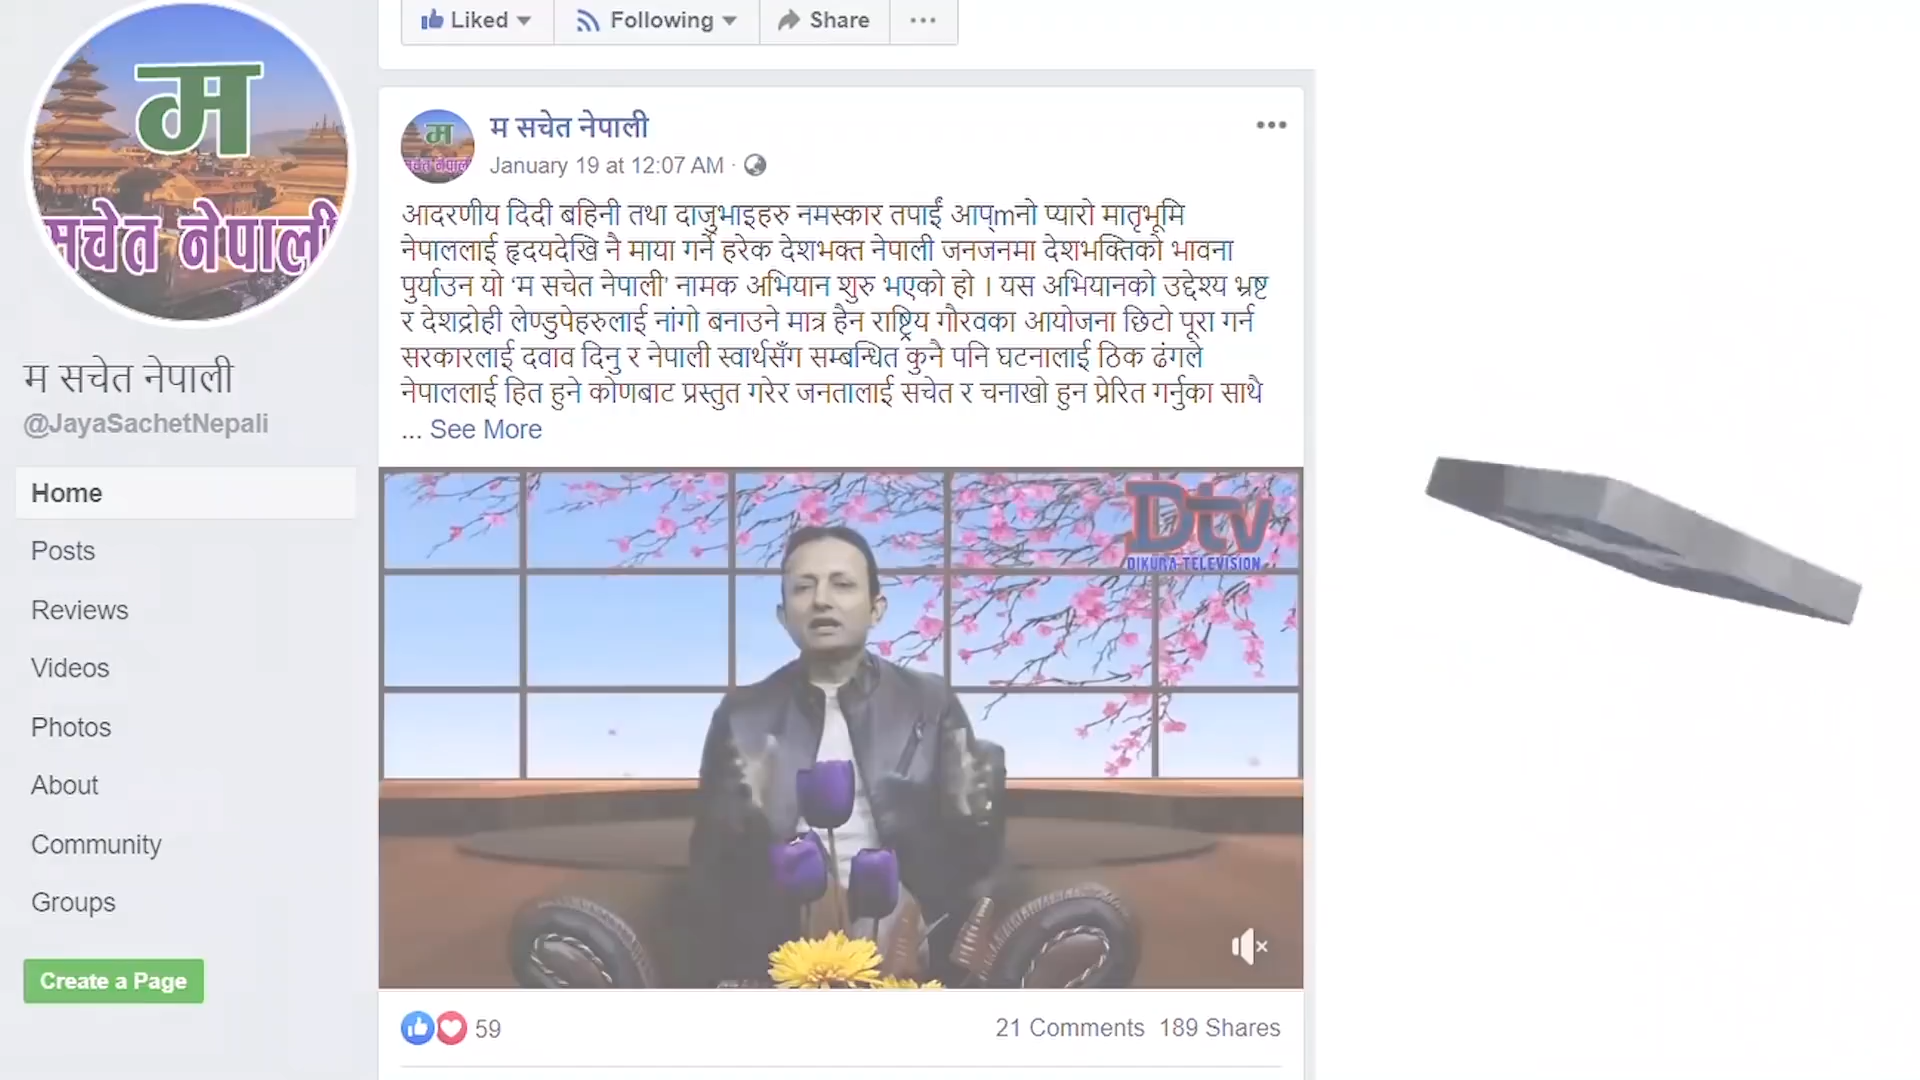 म
सचेत नेपाली
म सचेत नेपाली
@JayaSachetNepali
Home
Posts
Reviews
Videos
Photos
About
Community
Groups
Create a Page
Liked
Following
Share
म
सचेत नेपाली
म सचेत नेपाली
January 19 at 12:07 AM ·
आदरणीय दिदी बहिनी तथा दाजुभाइहरु नमस्कार तपाईं आप्mनो प्यारो मातृभूमि
नेपाललाई हृदयदेखि नै माया गर्ने हरेक देशभक्त नेपाली जनजनमा देशभक्तिको भावना
पुर्याउन यो ‘म सचेत नेपाली’ नामक अभियान शुरु भएको हो । यस अभियानको उद्देश्य भ्रष्ट
र देशद्रोही लेण्डुपेहरुलाई नांगो बनाउने मात्र हैन राष्ट्रिय गौरवका आयोजना छिटो पूरा गर्न
सरकारलाई दवाव दिनु र नेपाली स्वार्थसँग सम्बन्धित कुनै पनि घटनालाई ठिक ढंगले
नेपाललाई हित हुने कोणबाट प्रस्तुत गरेर जनतालाई सचेत र चनाखो हुन प्रेरित गर्नुका साथै
... See More
Dtv
DIKURA TELEVISION
59
21 Comments 189 Shares